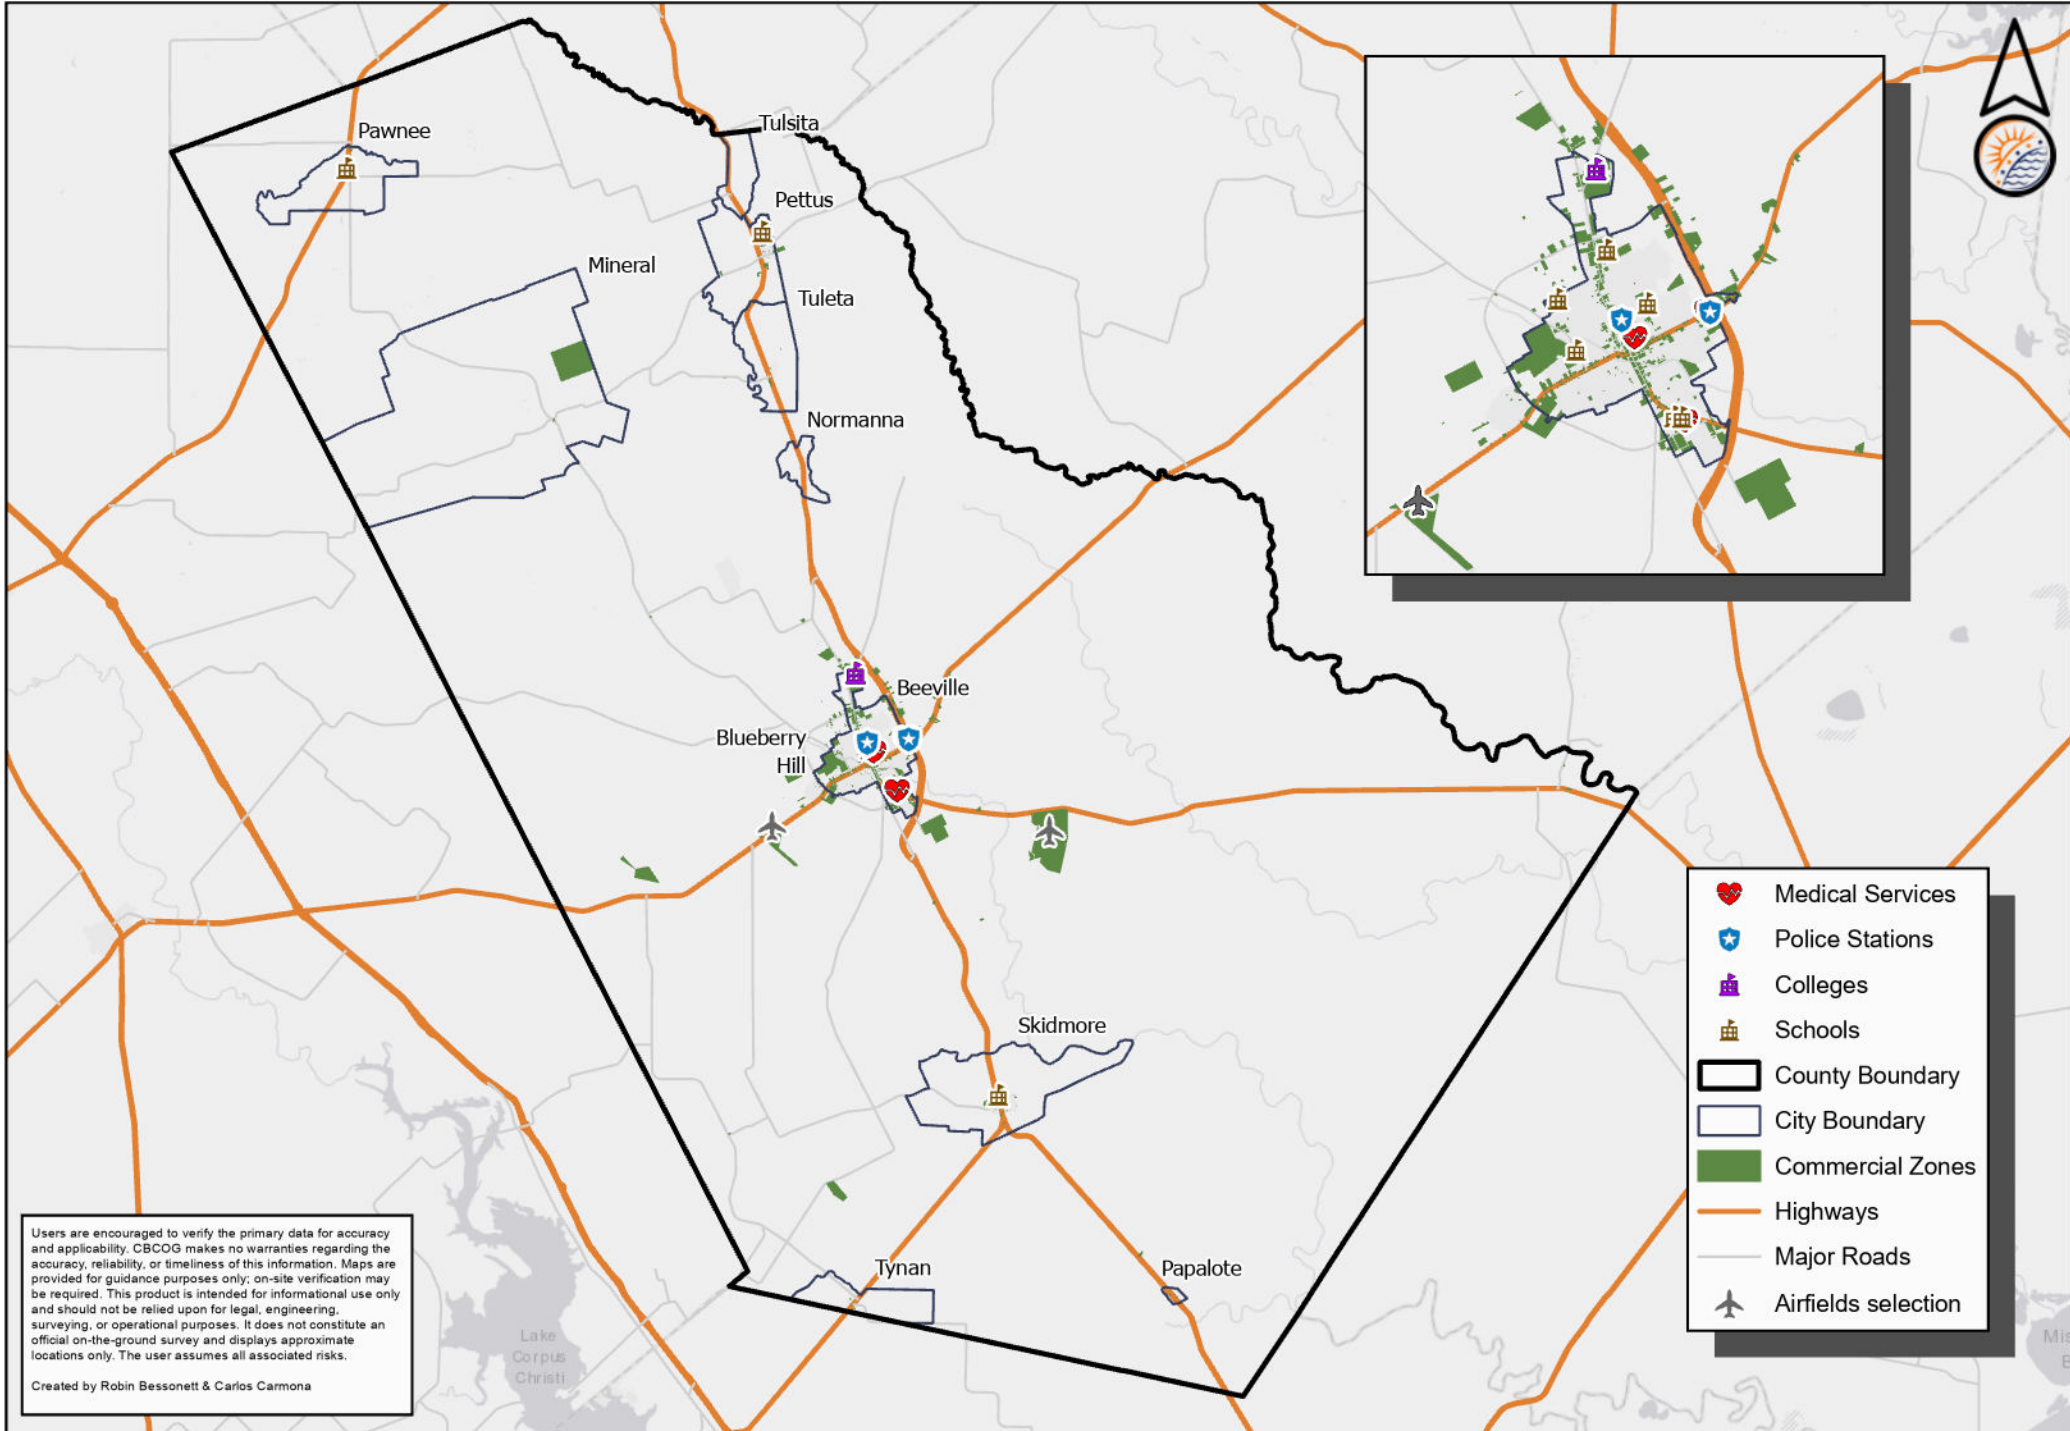 Tulsita
Pawnee
Pettus
Mineral
Tuleta
Normanna
Beeville
Blueberry
Hill
Skidmore
Tynan
Papalote
Lake
Corpus
Christi
Medical Services
Police Stations
Colleges
Schools
County Boundary
City Boundary
Commercial Zones
Highways
Major Roads
Airfields selection
Users are encouraged to verify the primary data for accuracy
and applicability. CBCOG makes no warranties regarding the
accuracy, reliability, or timeliness of this information. Maps are
provided for guidance purposes only; on-site verification may
be required. This product is intended for informational use only
and should not be relied upon for legal, engineering,
surveying, or operational purposes. It does not constitute an
official on-the-ground survey and displays approximate
locations only. The user assumes all associated risks.
Created by Robin Bessonett & Carlos Carmona